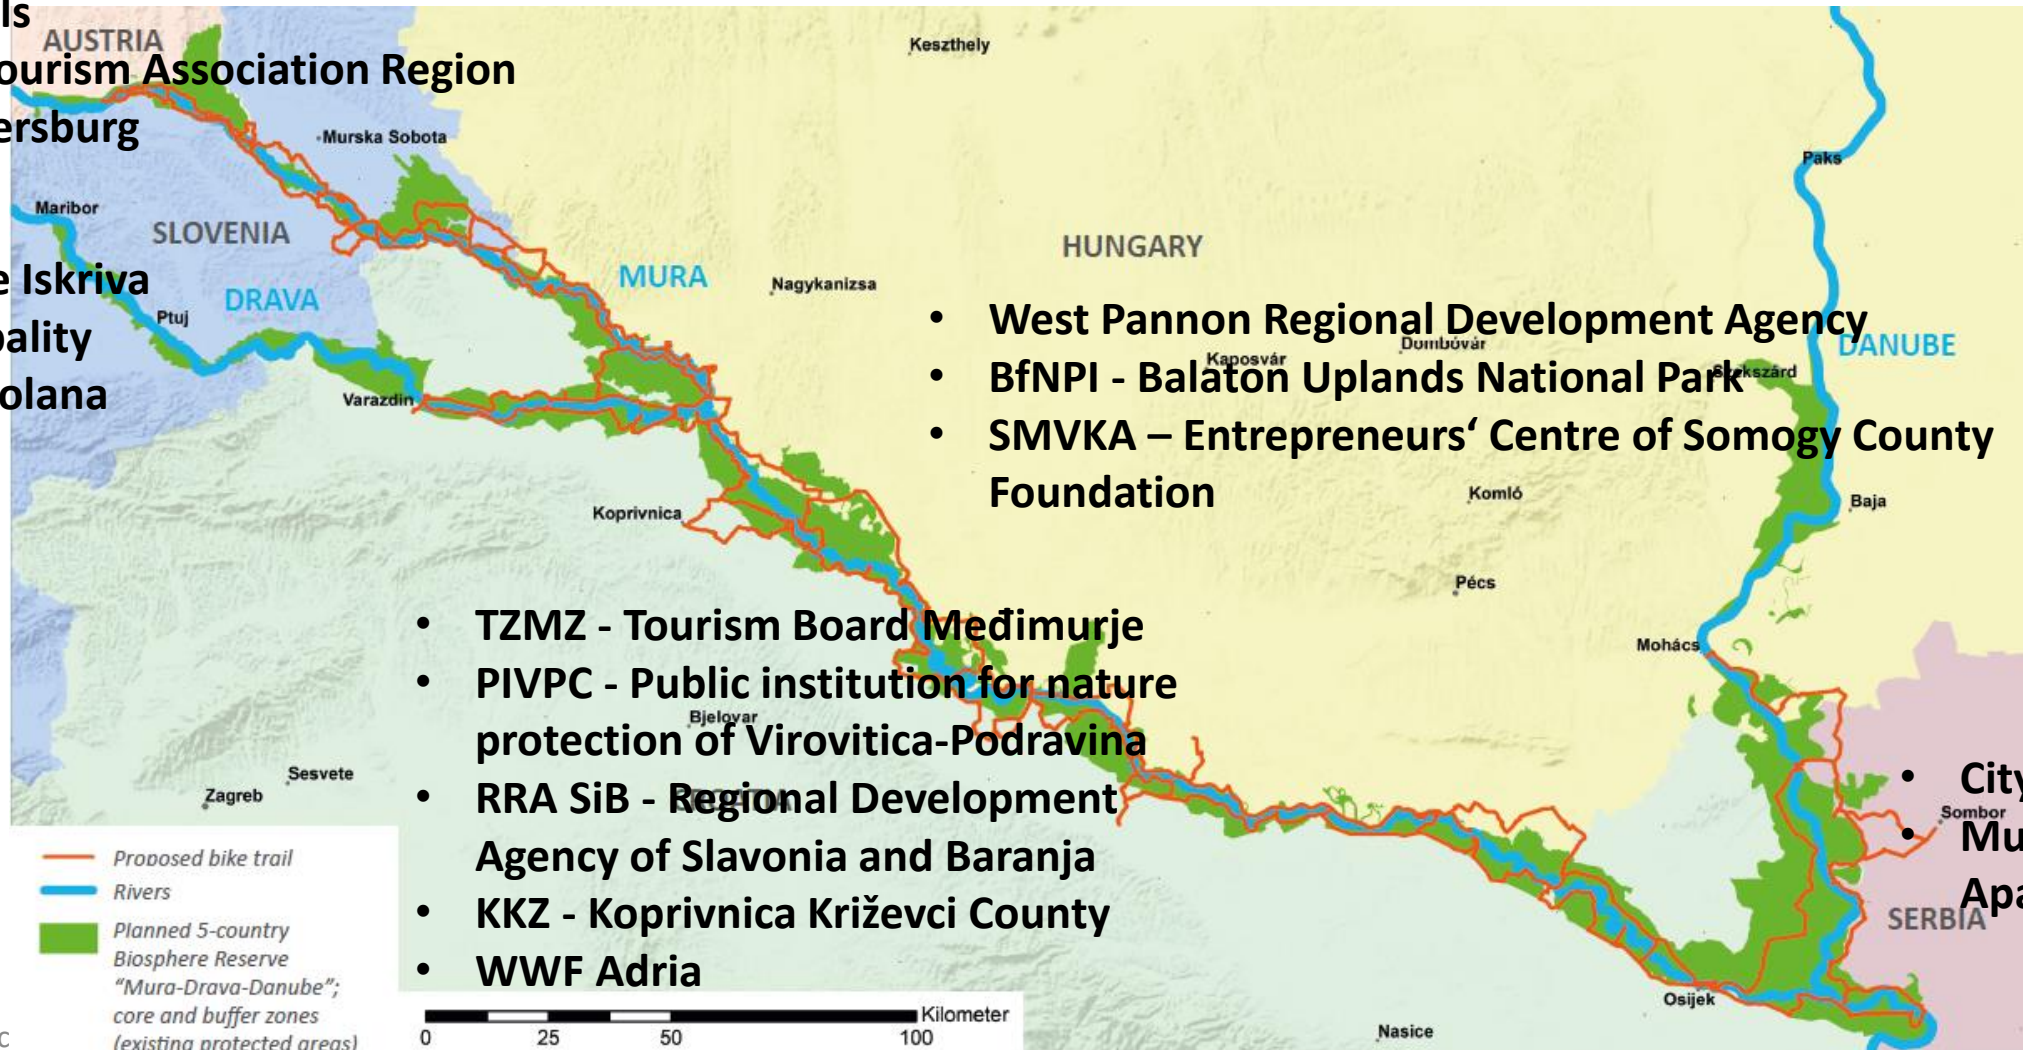 AUSTRIA
ourism Association Region
ersburg
Keszthely
Murska Sobota
Paks
Maribor
SLOVENIA
HUNGARY
e Iskriva
MURA
Nagykanizsa
DRAVA
Ptuj
pality
olana
• West Pannon Regional Development Agency
Dombóvár
DANUBE
Kaposvár
• BfNPI - Balaton Uplands National Park
Varazdin
• SMVKA – Entrepreneurs‘ Centre of Somogy County
Foundation
Komló
Baja
Koprivnica
Pécs
• TZMZ - Tourism Board Međimurje
Mohács
• PIVPC - Public institution for nature
Bjelovar
protection of Virovitica-Podravina
Sesvete
Zagreb
• RRA SiB - Regional Development
CROATIA
Agency of Slavonia and Baranja
• City
Sombor
• Mu
Apa
SERBIA
• KKZ - Koprivnica Križevci County
• WWF Adria
Osijek
Nasice
Proposed bike trail
Rivers
Planned 5-country
Biosphere Reserve
“Mura-Drava-Danube”;
core and buffer zones
(existing protected areas)
Kilometer
0 25 50 100